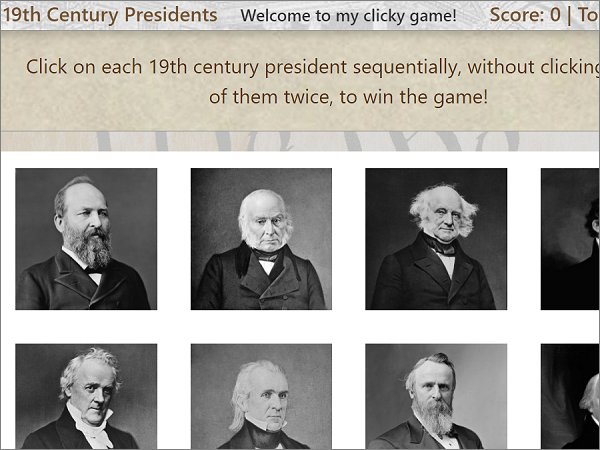 19th Century Presidents Welcome to my clicky game! Score: 0 | To
Click on each 19th century president sequentially, without clicking
of them twice, to win the game!